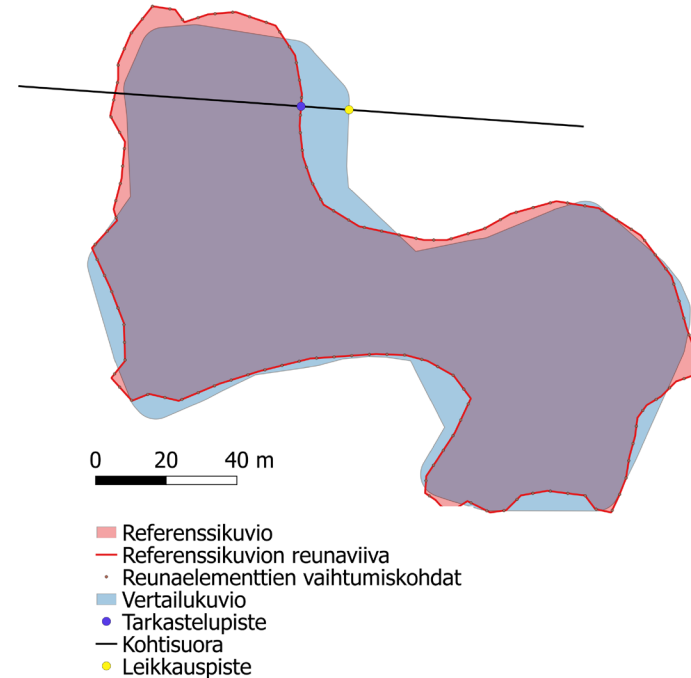 0 20 40 m
Referenssikuvio
Referenssikuvion reunaviiva
Reunaelementtien vaihtumiskohdat
Vertailukuvio
Tarkastelupiste
Kohtisuora
Leikkauspiste